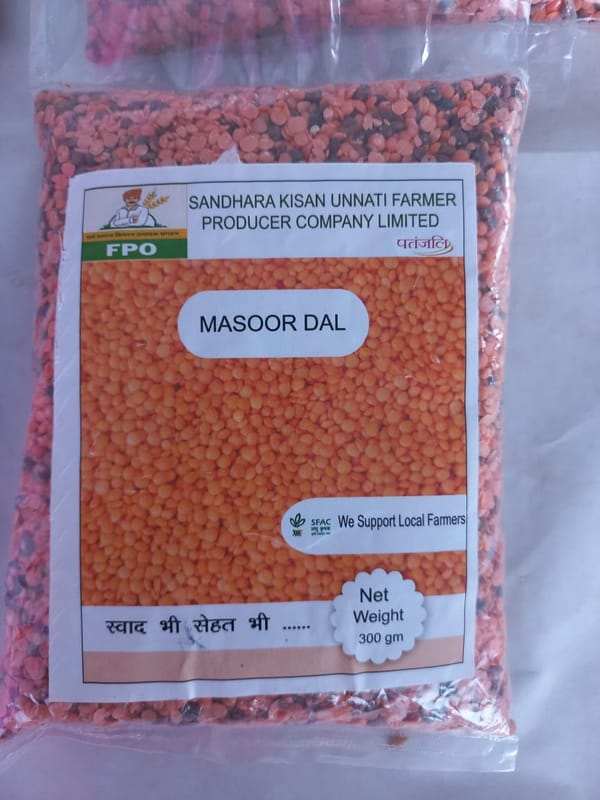 SANDHARA KISAN UNNATI FARMER
PRODUCER COMPANY LIMITED
FPO
पतंजलि
MASOOR DAL
SFAC
We Support Local Farmers
Net
Weight
300 gm
स्वाद भी सेहत भी ......